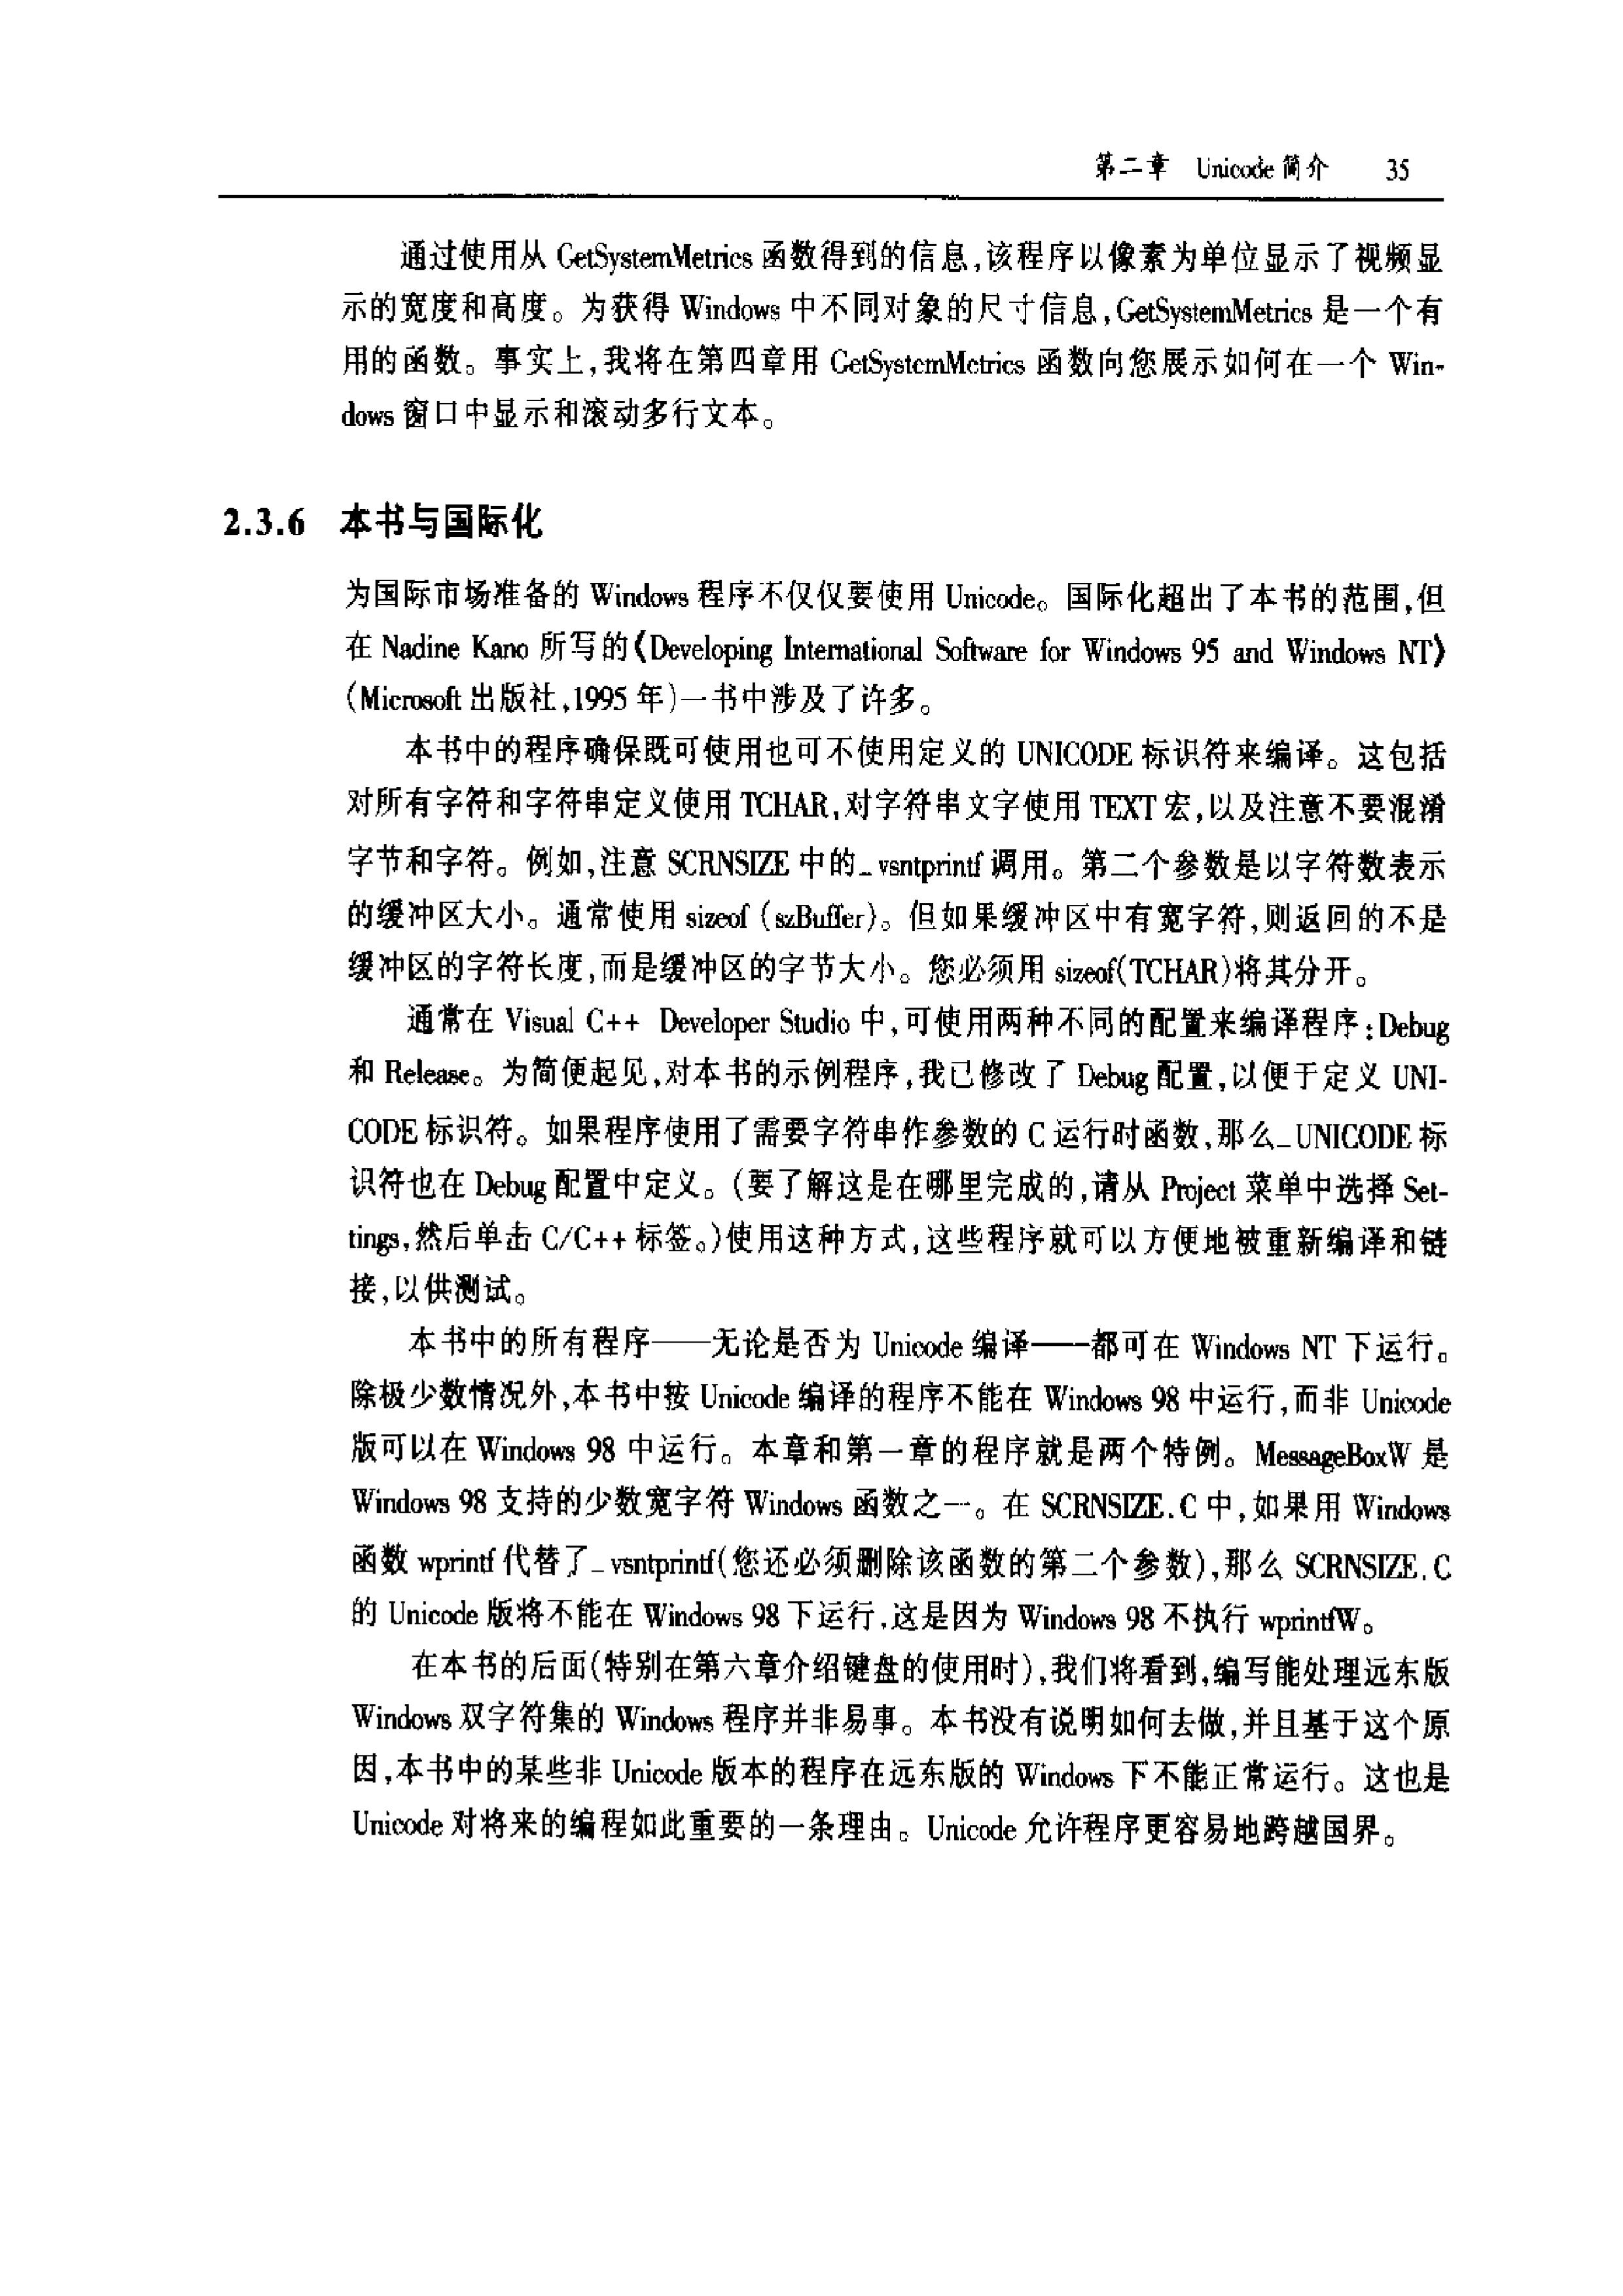 第二章 Unicode 简介 35
通过使用从 GetSystemMetrics 函数得到的信息,该程序以像素为单位显示了视频显
示的宽度和高度。为获得 Windows 中不同对象的尺寸信息,GetSystemMetrics 是一个有
用的函数。事实上,我将在第四章用 GetSystemMetrics 函数向您展示如何在一个 Win-
dows 窗口中显示和滚动多行文本。
2.3.6 本书与国际化
为国际市场准备的 Windows 程序不仅仅要使用 Unicode。国际化超出了本书的范围,但
在 Nadine Kano 所写的《Developing International Software for Windows 95 and Windows NT》
(Microsoft 出版社,1995 年)一书中涉及了许多。
本书中的程序确保既可使用也可不使用定义的 UNICODE 标识符来编译。这包括
对所有字符和字符串定义使用 TCHAR,对字符串文字使用 TEXT 宏,以及注意不要混淆
字节和字符。例如,注意 SCRNSIZE 中的_vsntprintf 调用。第二个参数是以字符数表示
的缓冲区大小。通常使用 sizeof (szBuffer)。但如果缓冲区中有宽字符,则返回的不是
缓冲区的字符长度,而是缓冲区的字节大小。您必须用 sizeof(TCHAR)将其分开。
通常在 Visual C++ Developer Studio 中,可使用两种不同的配置来编译程序:Debug
和 Release。为简便起见,对本书的示例程序,我已修改了 Debug 配置,以便于定义 UNI-
CODE 标识符。如果程序使用了需要字符串作参数的 C 运行时函数,那么_UNICODE 标
识符也在 Debug 配置中定义。(要了解这是在哪里完成的,请从 Project 菜单中选择 Set-
tings,然后单击 C/C++ 标签。)使用这种方式,这些程序就可以方便地被重新编译和链
接,以供测试。
本书中的所有程序——无论是否为 Unicode 编译——都可在 Windows NT 下运行。
除极少数情况外,本书中按 Unicode 编译的程序不能在 Windows 98 中运行,而非 Unicode
版可以在 Windows 98 中运行。本章和第一章的程序就是两个特例。MessageBoxW 是
Windows 98 支持的少数宽字符 Windows 函数之一。在 SCRNSIZE.C 中,如果用 Windows
函数 wprintf 代替了_vsntprintf(您还必须删除该函数的第二个参数),那么 SCRNSIZE.C
的 Unicode 版将不能在 Windows 98 下运行,这是因为 Windows 98 不执行 wprintfW。
在本书的后面(特别在第六章介绍键盘的使用时),我们将看到,编写能处理远东版
Windows 双字符集的 Windows 程序并非易事。本书没有说明如何去做,并且基于这个原
因,本书中的某些非 Unicode 版本的程序在远东版的 Windows 下不能正常运行。这也是
Unicode 对将来的编程如此重要的一条理由。Unicode 允许程序更容易地跨越国界。